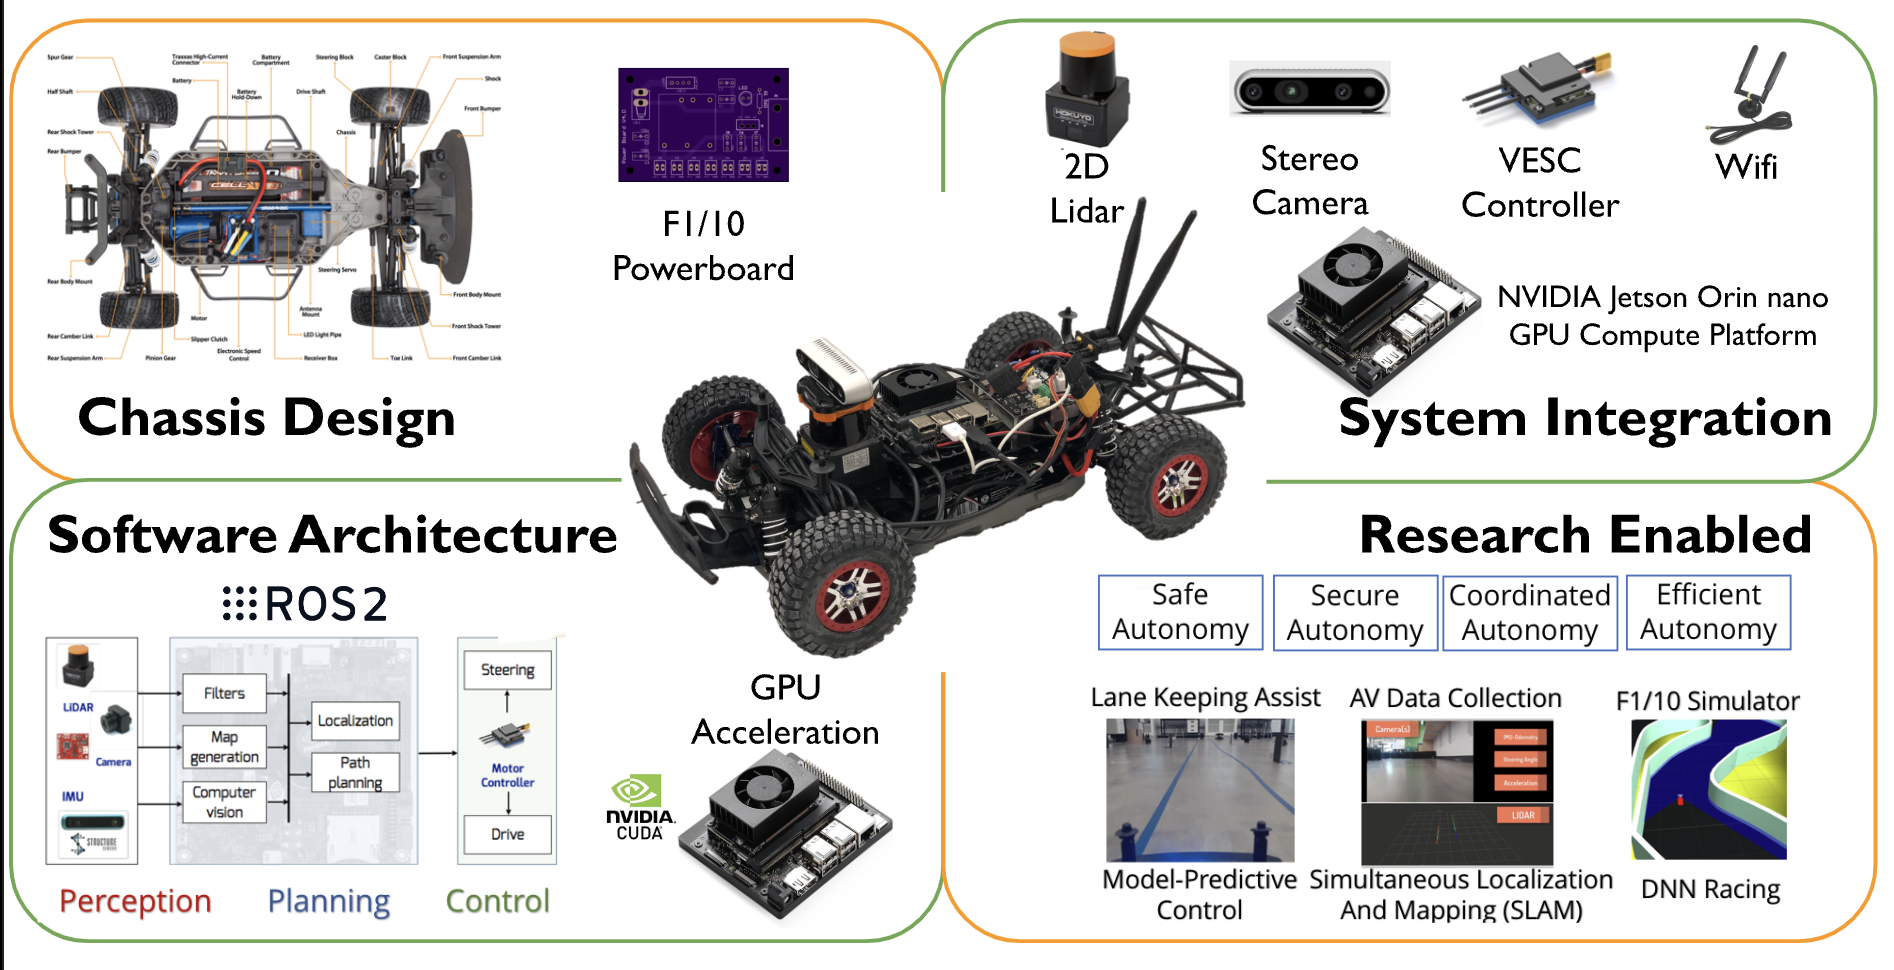 Spur Gear
Traxxas High-Current
Connector
Battery
Compartment
Steering Block
Caster Block
Front Suspension Arm
Half Shaft
Battery
Battery
Hold-Down
Drive Shaft
Shock
Front Bumper
Rear Shock Tower
Chassis
Rear Bumper
Steering Servo
Rear Body Mount
Front Body Mount
Motor
Antenna
Mount
Front Shock Tower
Rear Camber Link
Slipper Clutch
LED Light Pipe
Rear Suspension Arm
Pinion Gear
Electronic Speed
Control
Receiver Box
Toe Link
Front Camber Link
Power Board V4.0
F1/10
Powerboard
Chassis Design
HOKUYO
2D
Lidar
Stereo
Camera
VESC
Controller
Wifi
NVIDIA Jetson Orin nano
GPU Compute Platform
System Integration
Software Architecture
ROS2
LiDAR
Camera
IMU
STRUCTURE
SENSOR
Filters
Map
generation
Computer
vision
Localization
Path
planning
Steering
Motor
Controller
Drive
Perception
Planning
Control
GPU
Acceleration
NVIDIA.
CUDA
Research Enabled
Safe
Autonomy
Secure
Autonomy
Coordinated
Autonomy
Efficient
Autonomy
Lane Keeping Assist
AV Data Collection
F1/10 Simulator
Camera(s)
IMU-Odometry
Steering Angle
Acceleration
LIDAR
Model-Predictive
Control
Simultaneous Localization
And Mapping (SLAM)
DNN Racing